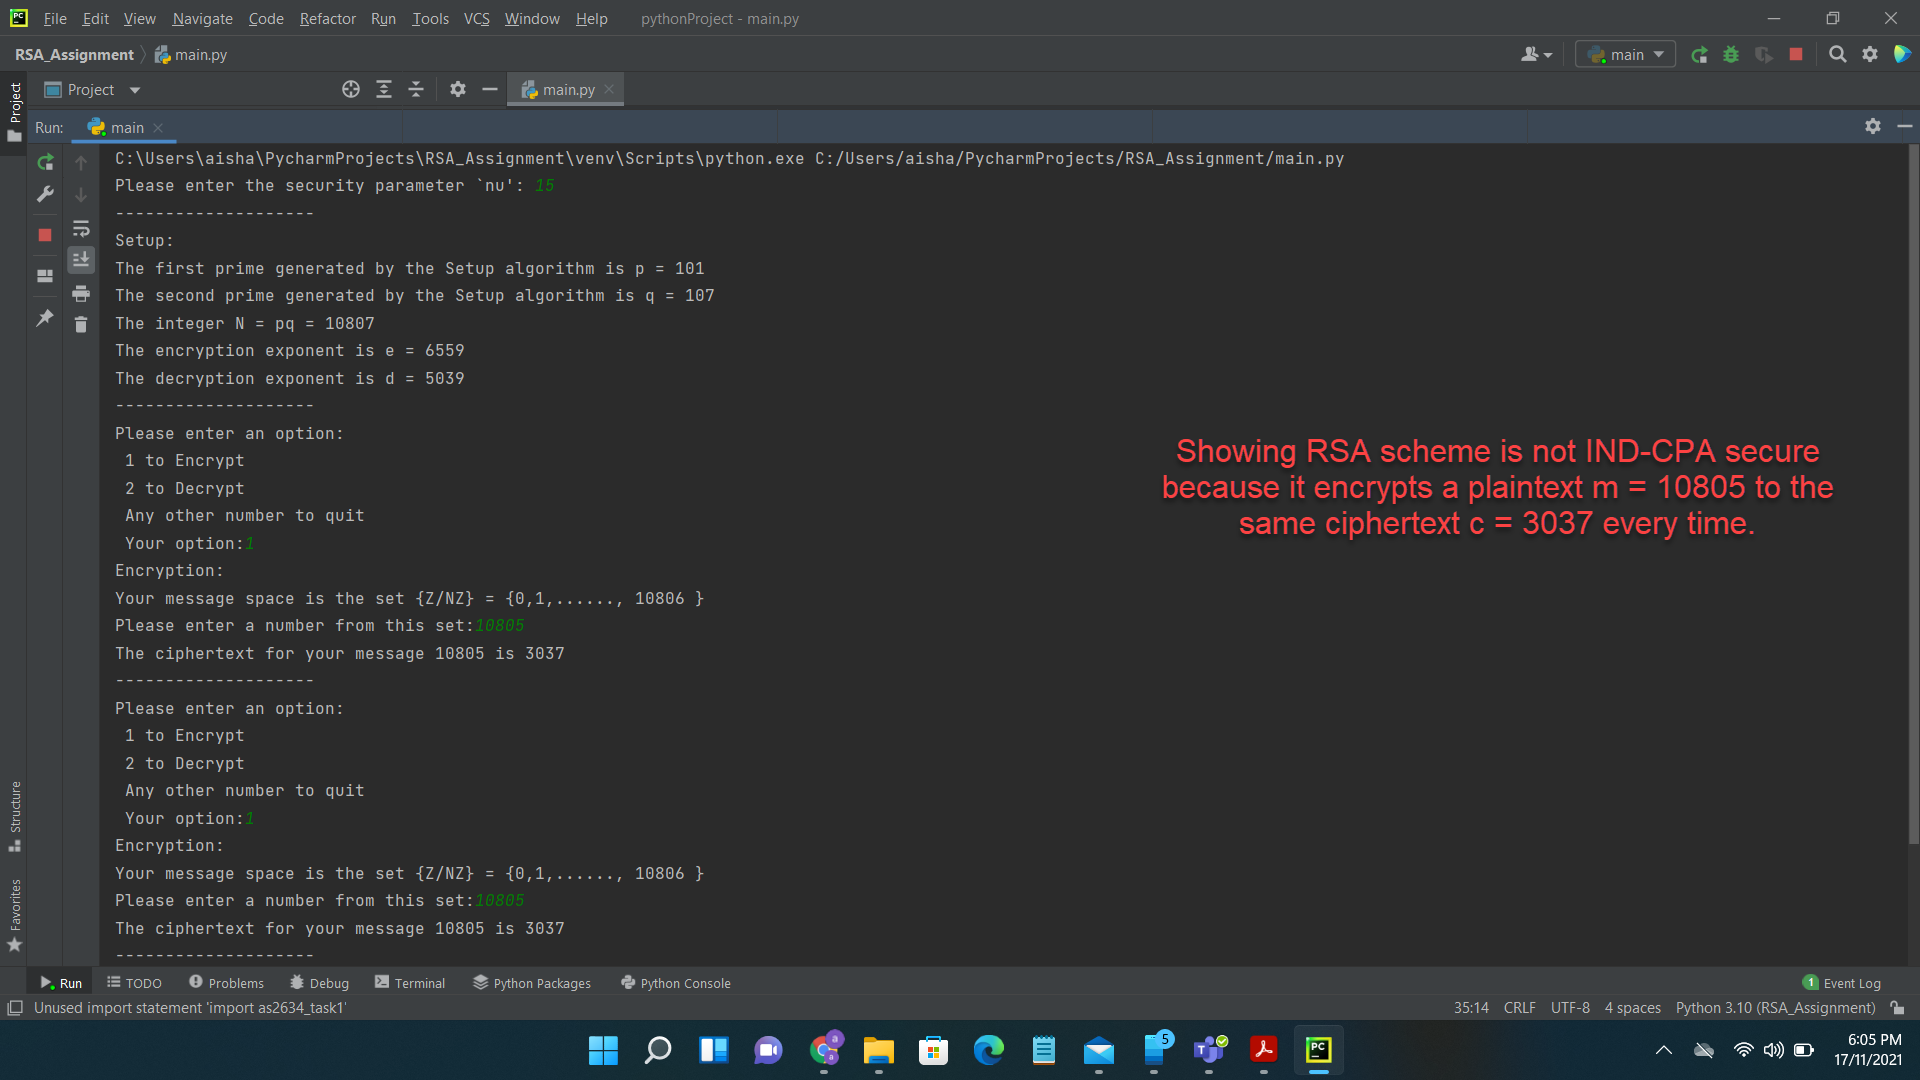 File Edit View Navigate Code Refactor Run Tools VCS Window Help pythonProject - main.py
RSA_Assignment main.py main
Project main.py
Project
Run: main
C:\Users\aisha\PycharmProjects\RSA_Assignment\venv\Scripts\python.exe C:/Users/aisha/PycharmProjects/RSA_Assignment/main.py
Please enter the security parameter `nu': 15
--------------------
Setup:
The first prime generated by the Setup algorithm is p = 101
The second prime generated by the Setup algorithm is q = 107
The integer N = pq = 10807
The encryption exponent is e = 6559
The decryption exponent is d = 5039
--------------------
Please enter an option:
1 to Encrypt
2 to Decrypt
Any other number to quit
Your option:1
Encryption:
Your message space is the set {Z/NZ} = {0,1,......, 10806 }
Please enter a number from this set:10805
The ciphertext for your message 10805 is 3037
--------------------
Please enter an option:
1 to Encrypt
2 to Decrypt
Any other number to quit
Your option:1
Encryption:
Your message space is the set {Z/NZ} = {0,1,......, 10806 }
Please enter a number from this set:10805
The ciphertext for your message 10805 is 3037
--------------------
Showing RSA scheme is not IND-CPA secure
because it encrypts a plaintext m = 10805 to the
same ciphertext c = 3037 every time.
Structure
Favorites
Run TODO Problems Debug Terminal Python Packages Python Console 1 Event Log
Unused import statement 'import as2634_task1' 35:14 CRLF UTF-8 4 spaces Python 3.10 (RSA_Assignment)
5
6:05 PM
17/11/2021